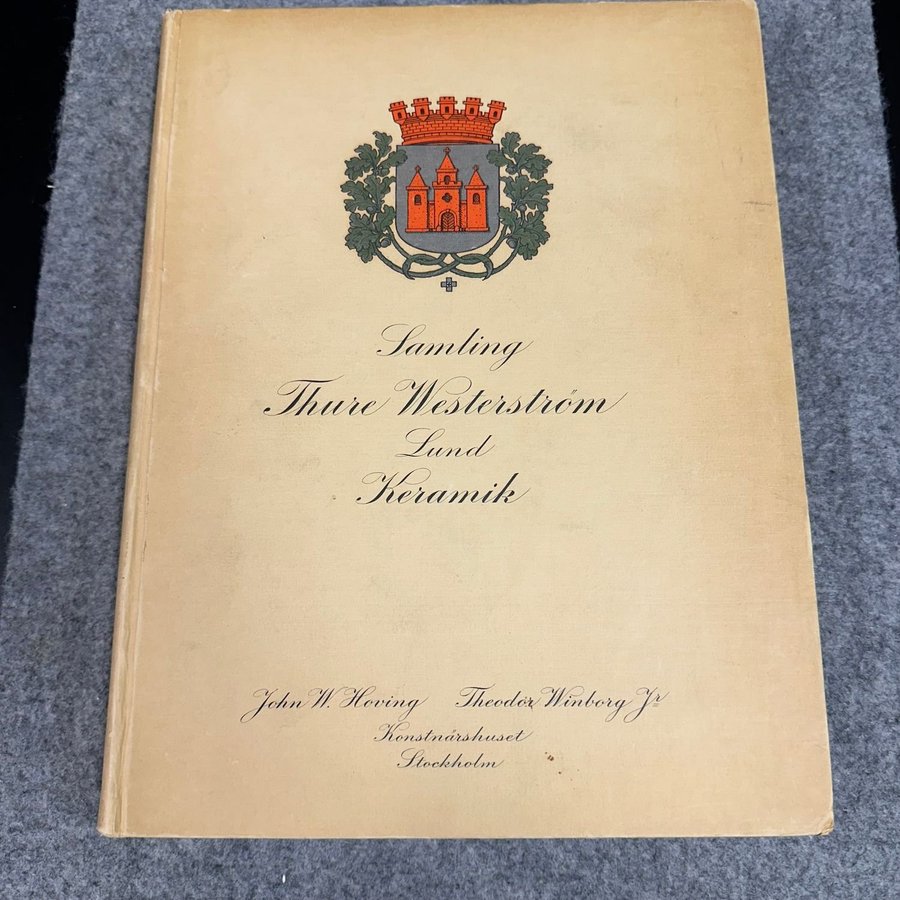 Samling
Thure Westerström
Lund
Keramik
John W. Hoving Theodor Winborg Jr
Konstnärshuset
Stockholm